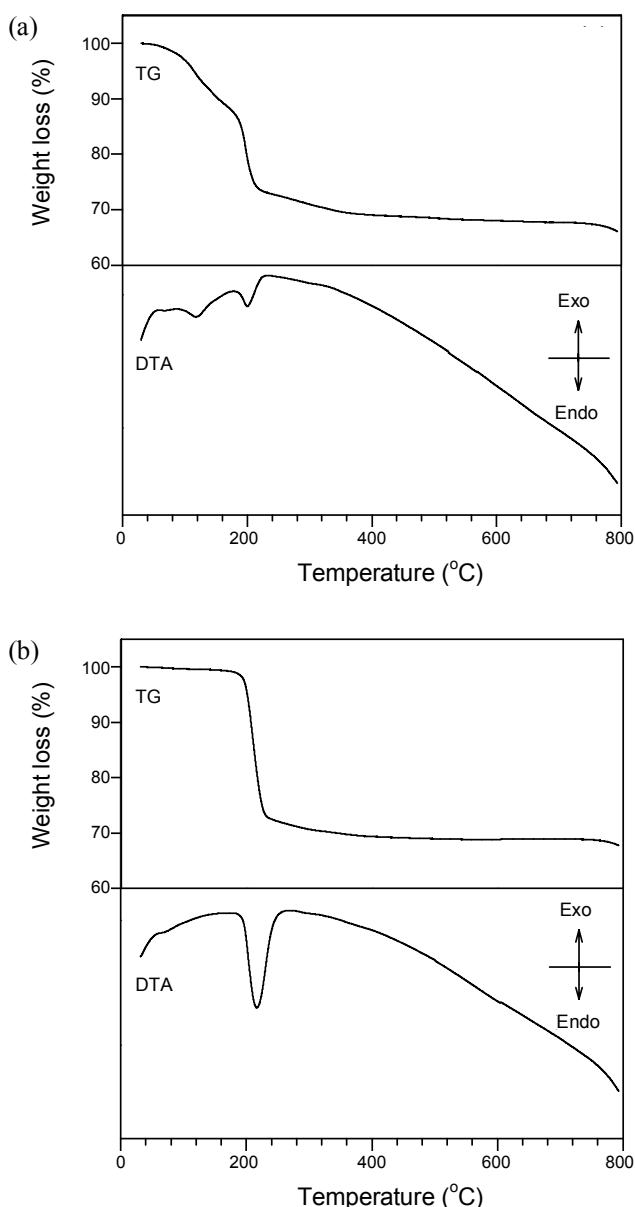 (a)
100
TG
90
80
70
60
Weight loss (%)
Exo
DTA
Endo
0 200 400 600 800
Temperature (°C)
(b)
100
TG
90
80
70
60
Weight loss (%)
Exo
DTA
Endo
0 200 400 600 800
Temperature (°C)